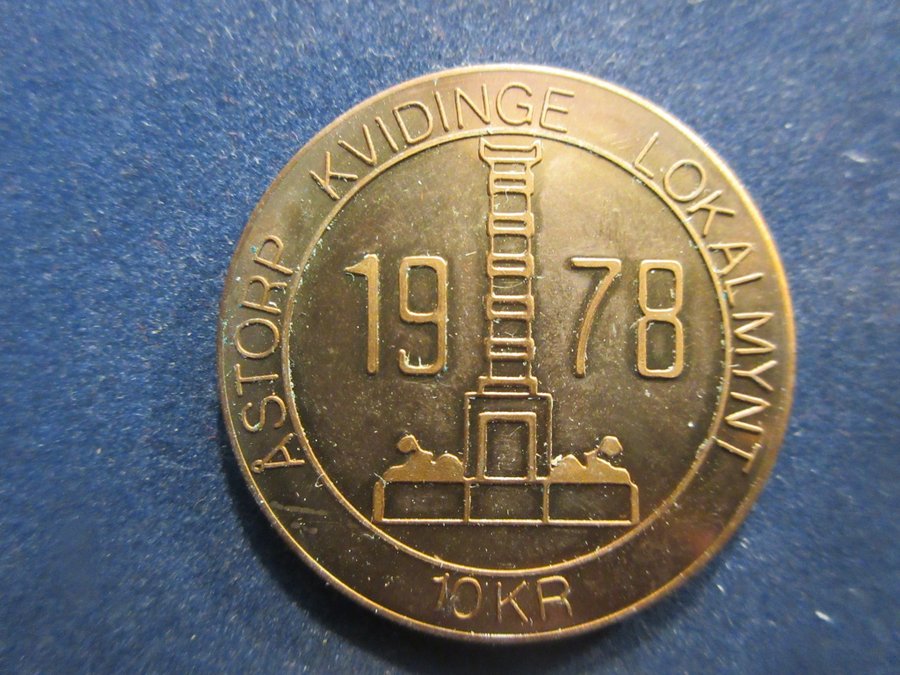 ÅSTORP KVIDINGE LOKALMYNT
1978
10 KR